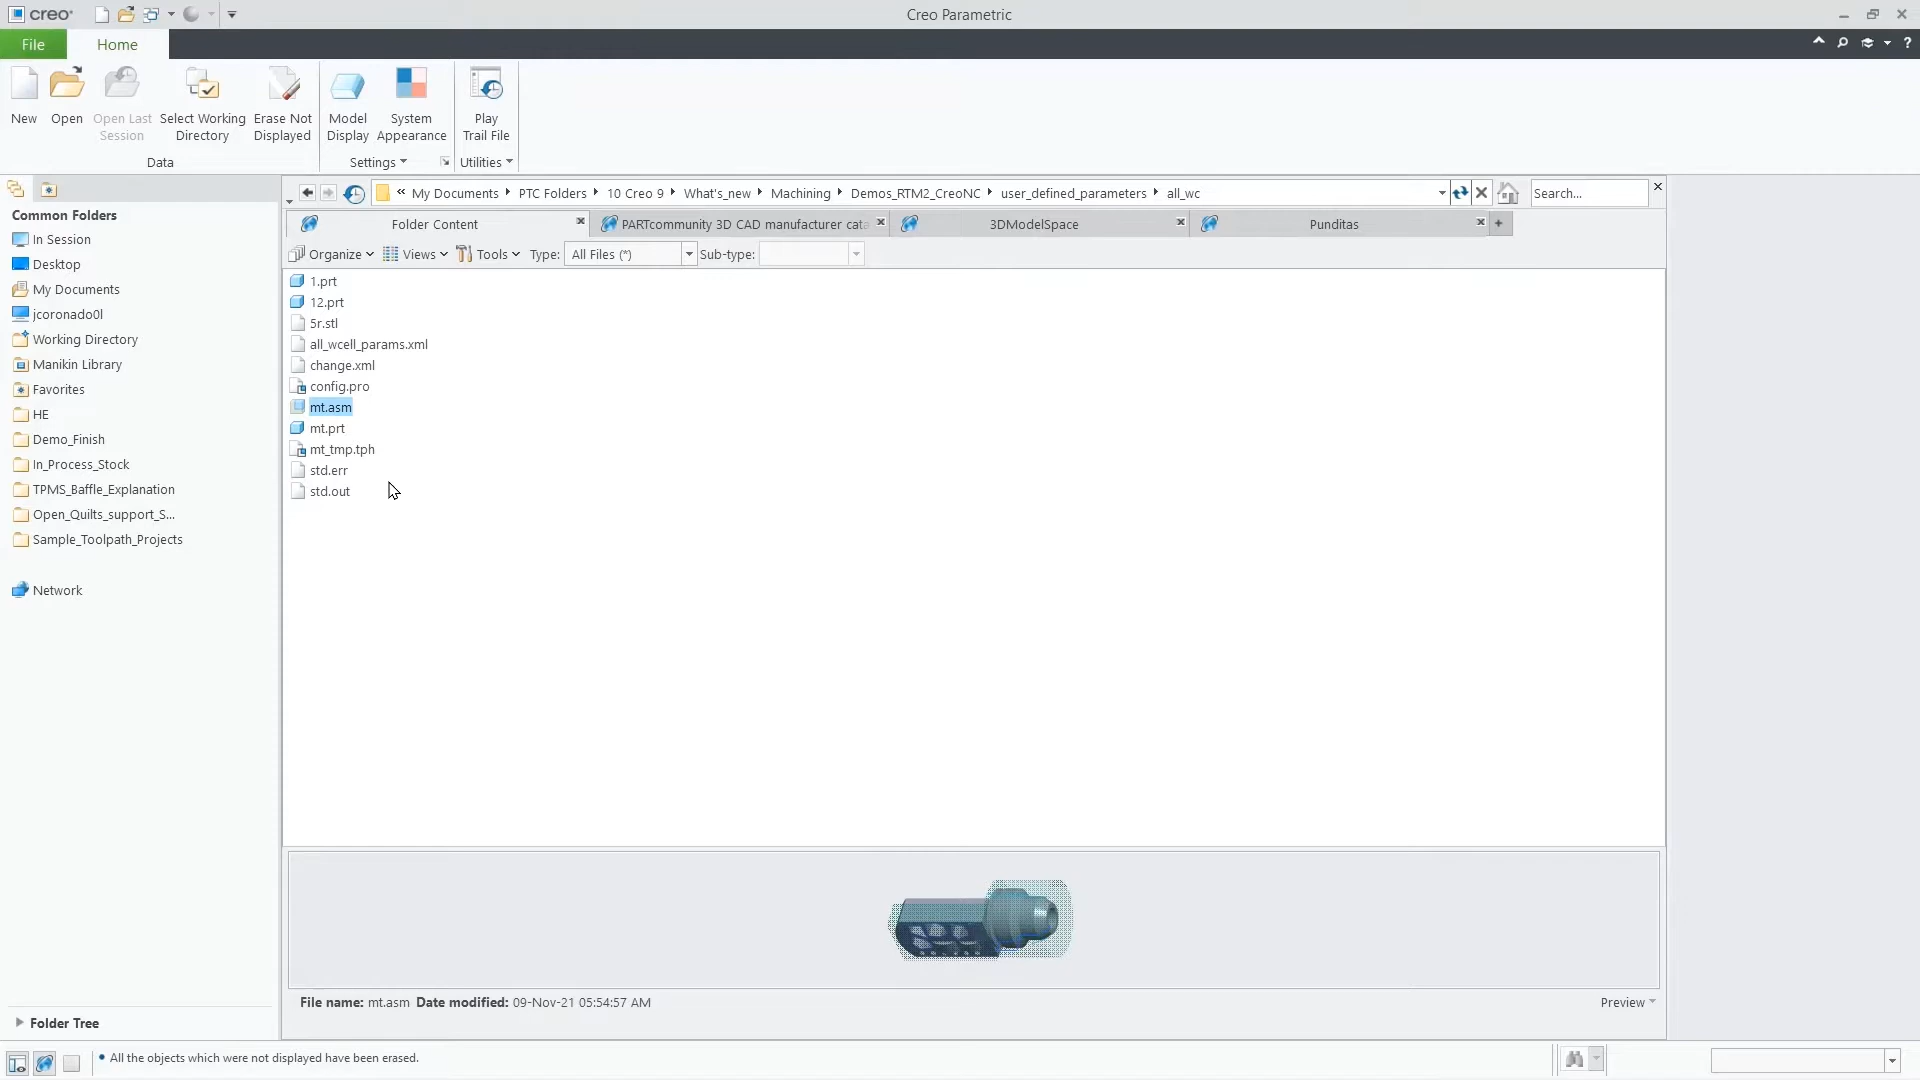 creo
Creo Parametric
File
Home
?
New
Open
Open Last
Session
Select Working
Directory
Erase Not
Displayed
Model
Display
System
Appearance
Play
Trail File
Data
Settings
Utilities
« My Documents PTC Folders 10 Creo 9 What's_new Machining Demos_RTM2_CreoNC user_defined_parameters all_wc
Search...
Folder Content
PARTcommunity 3D CAD manufacturer cata
3DModelSpace
Punditas
+
Organize
Views
Tools
Type:
All Files (*)
Sub-type:
Common Folders
In Session
Desktop
My Documents
jcoronado0l
Working Directory
Manikin Library
Favorites
HE
Demo_Finish
In_Process_Stock
TPMS_Baffle_Explanation
Open_Quilts_support_S...
Sample_Toolpath_Projects
Network
Folder Tree
1.prt
12.prt
5r.stl
all_wcell_params.xml
change.xml
config.pro
mt.asm
mt.prt
mt_tmp.tph
std.err
std.out
File name: mt.asm Date modified: 09-Nov-21 05:54:57 AM
Preview
• All the objects which were not displayed have been erased.